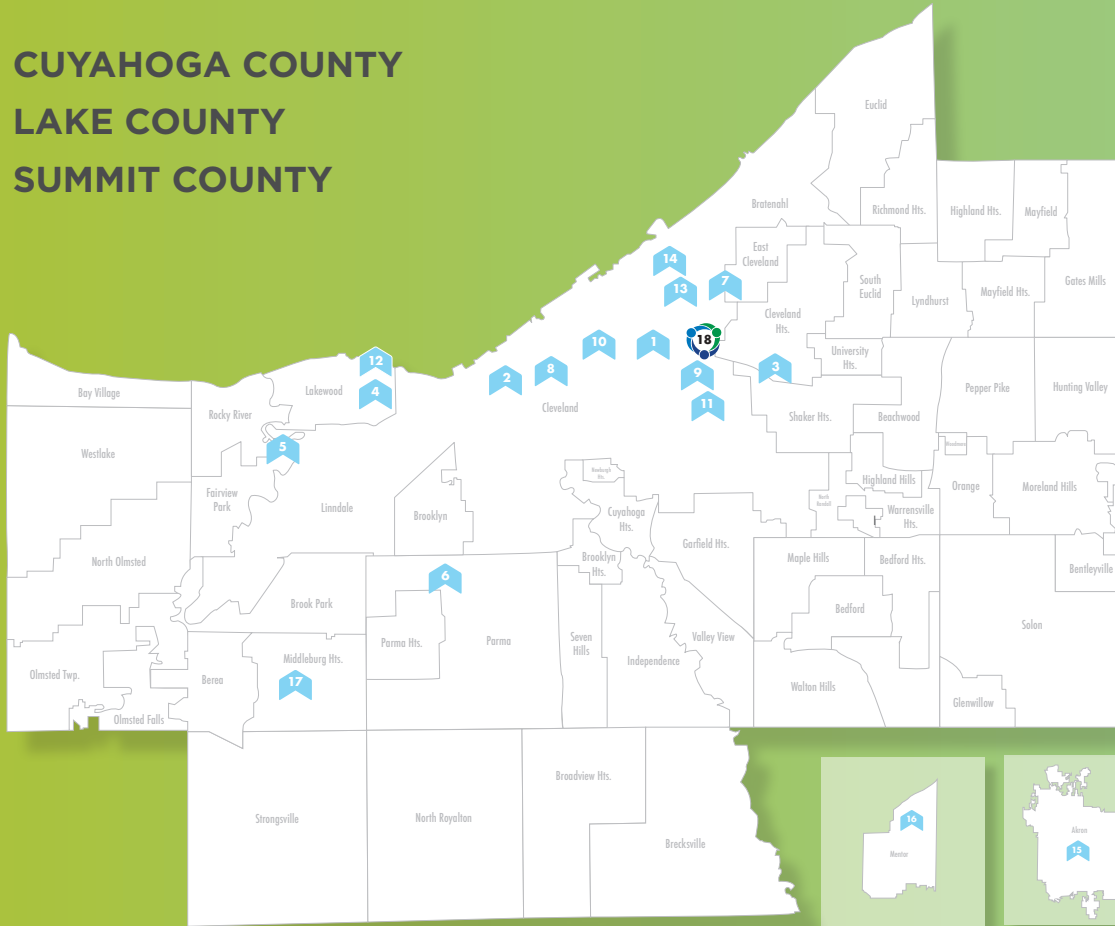 CUYAHOGA COUNTY
LAKE COUNTY
SUMMIT COUNTY
Euclid
Bratenahl
Richmond Hts.
Highland Hts.
Mayfield
East
Cleveland
14
13
7
South
Euclid
Lyndhurst
Mayfield Hts.
Gates Mills
Cleveland
Hts.
10
1
18
University
Hts.
12
4
Lakewood
2
8
9
3
11
Cleveland
Bay Village
Rocky River
Shaker Hts.
Beachwood
Pepper Pike
Hunting Valley
Westlake
5
Fairview
Park
Linndale
Brooklyn
Newburgh
Hts.
Cuyahoga
Hts.
Garfield Hts.
North
Randall
Highland Hills
Warrensville
Hts.
Woodmere
Orange
Moreland Hills
North Olmsted
Brooklyn
Hts.
Maple Hills
Bedford Hts.
Bentleyville
6
Brook Park
Bedford
Parma Hts.
Parma
Seven
Hills
Independence
Valley View
Solon
Olmsted Twp.
Berea
Middleburg Hts.
17
Walton Hills
Glenwillow
Olmsted Falls
Strongsville
North Royalton
Broadview Hts.
Brecksville
16
Mentor
Akron
15